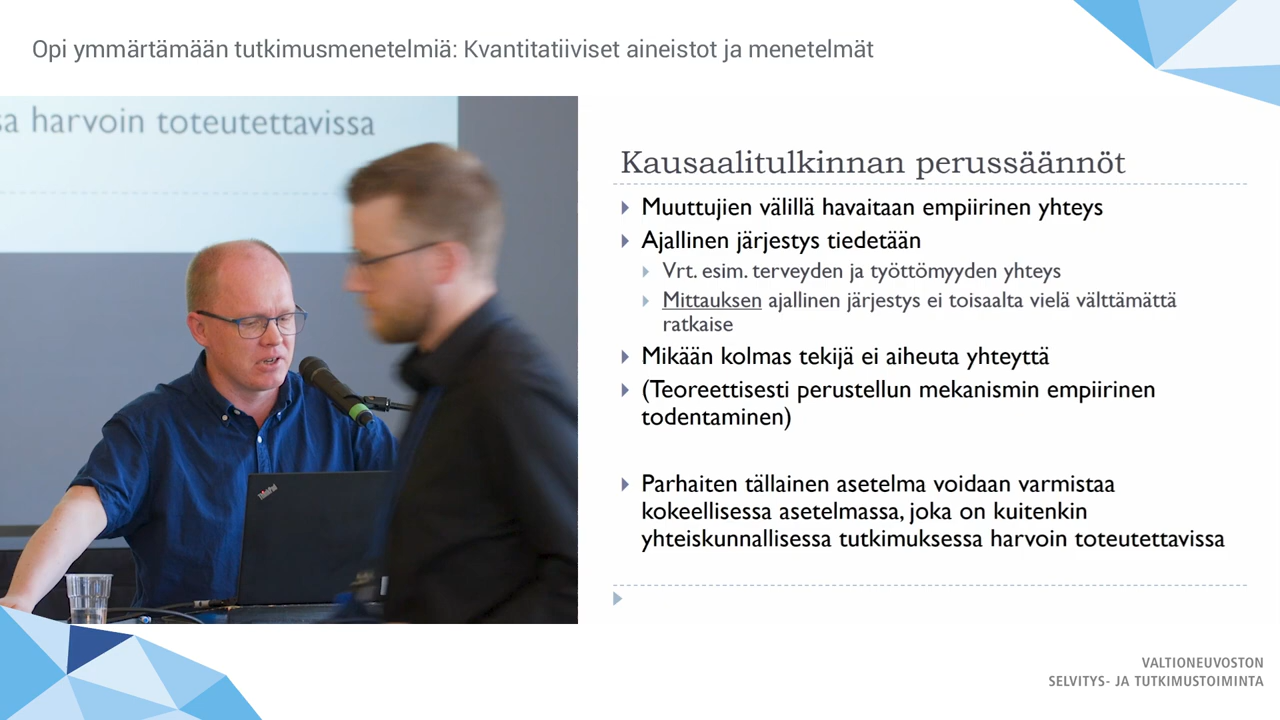 Opi ymmärtämään tutkimusmenetelmiä: Kvantitatiiviset aineistot ja menetelmät
sa harvoin toteutettavissa
ThinkPad
Kausaalitulkinnan perussäännöt
Muuttujien välillä havaitaan empiirinen yhteys
Ajallinen järjestys tiedetään
Vrt. esim. terveyden ja työttömyyden yhteys
Mittauksen ajallinen järjestys ei toisaalta vielä välttämättä
ratkaise
Mikään kolmas tekijä ei aiheuta yhteyttä
(Teoreettisesti perustellun mekanismin empiirinen
todentaminen)
Parhaiten tällainen asetelma voidaan varmistaa
kokeellisessa asetelmassa, joka on kuitenkin
yhteiskunnallisessa tutkimuksessa harvoin toteutettavissa
VALTIONEUVOSTON
SELVITYS- JA TUTKIMUSTOIMINTA